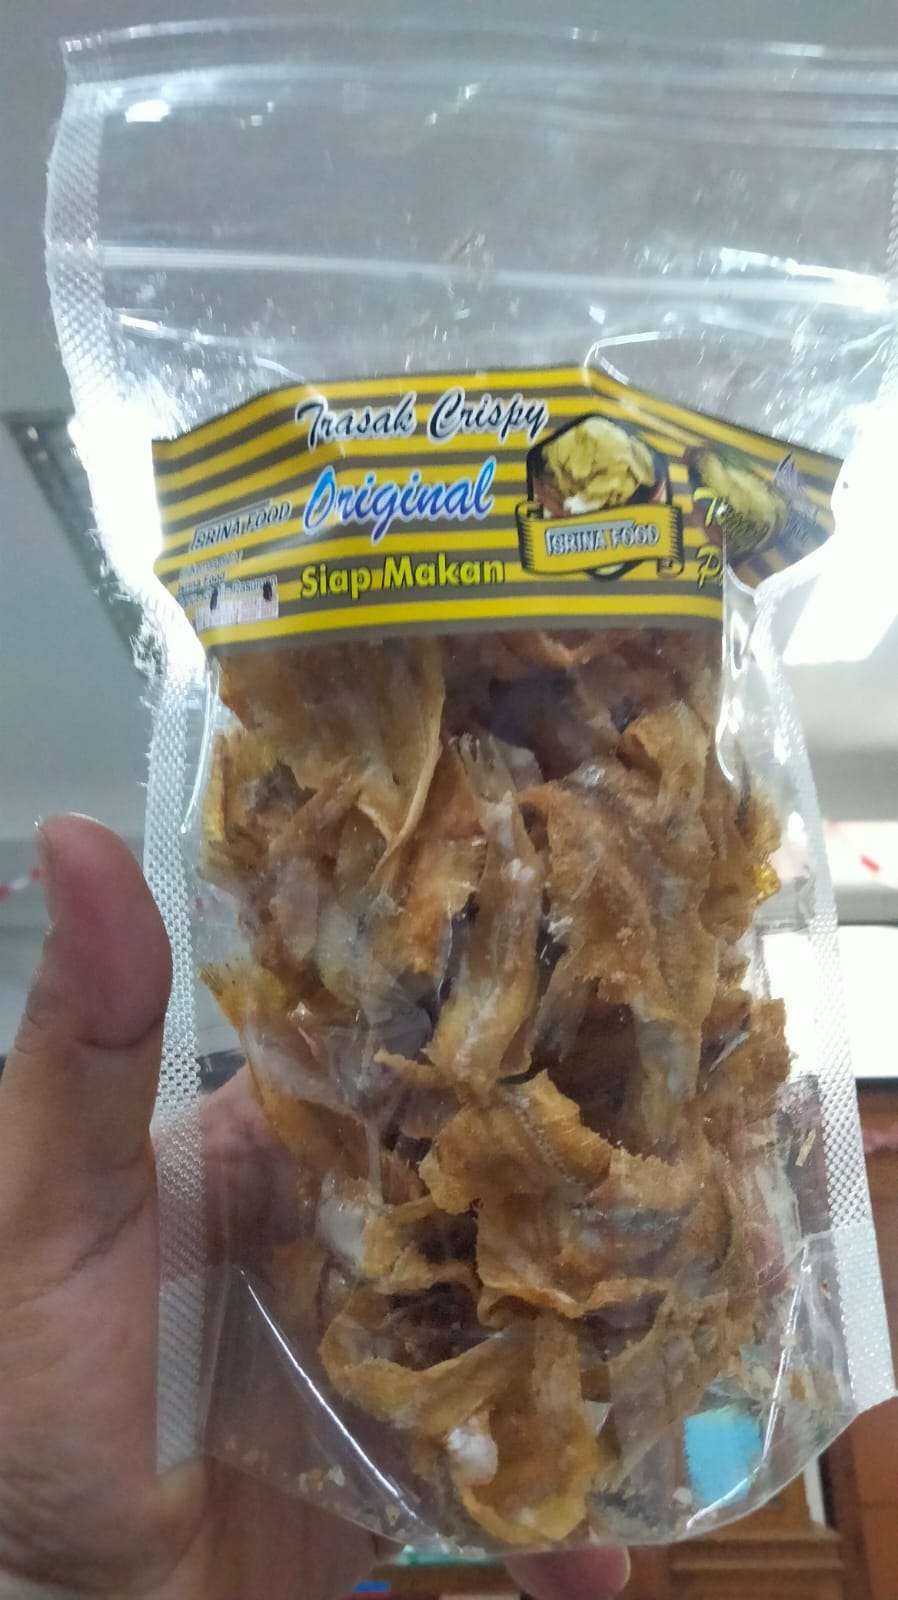 Trasak Crispy
Original
Siap Makan
ISRINA FOOD
ISRINA FOOD